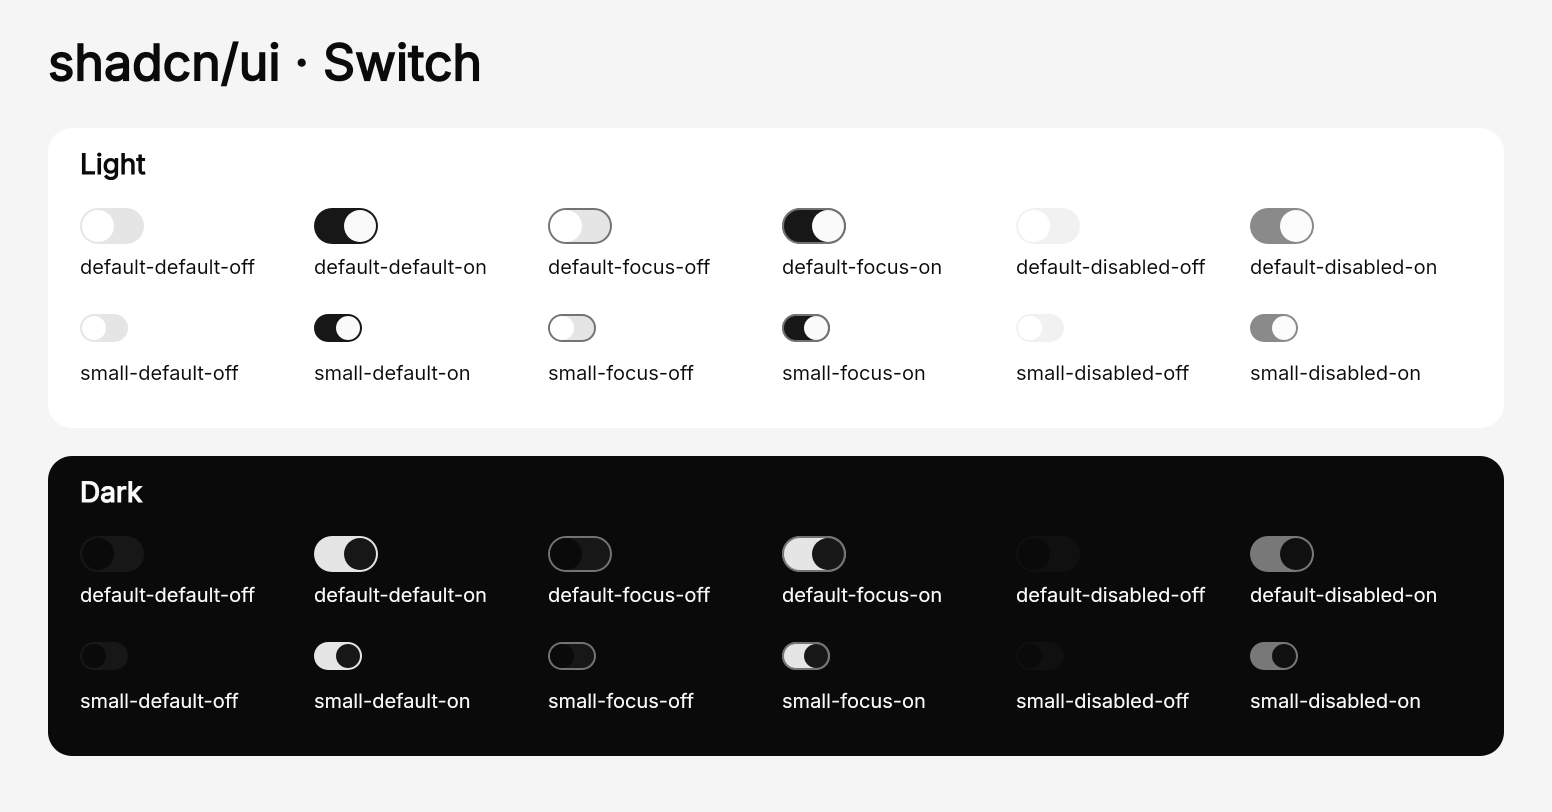 shadcn/ui · Switch
Light
default-default-off default-default-on default-focus-off default-focus-on default-disabled-off default-disabled-on
small-default-off small-default-on small-focus-off small-focus-on small-disabled-off small-disabled-on
Dark
default-default-off default-default-on default-focus-off default-focus-on default-disabled-off default-disabled-on
small-default-off small-default-on small-focus-off small-focus-on small-disabled-off small-disabled-on